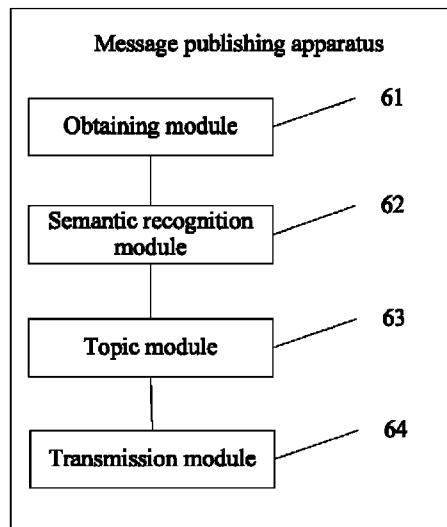 Message publishing apparatus
61
Obtaining module
62
Semantic recognition
module
63
Topic module
64
Transmission module